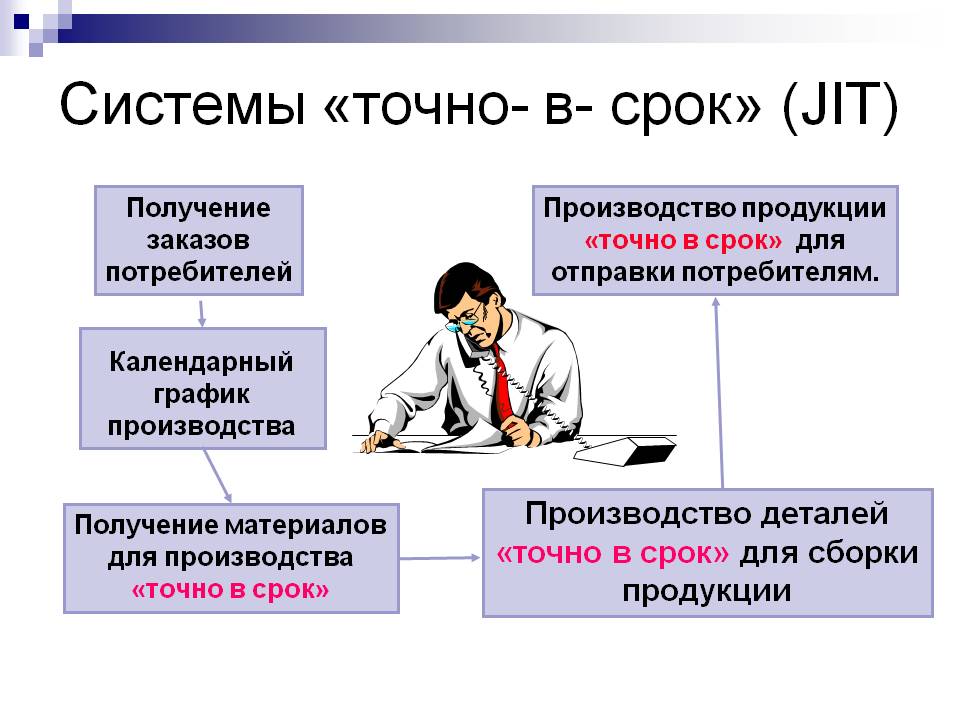 Системы «точно- в- срок» (JIT)
Получение
заказов
потребителей
Календарный
график
производства
Получение материалов
для производства
«точно в срок»
Производство деталей
«точно в срок» для сборки
продукции
Производство продукции
«точно в срок» для
отправки потребителям.